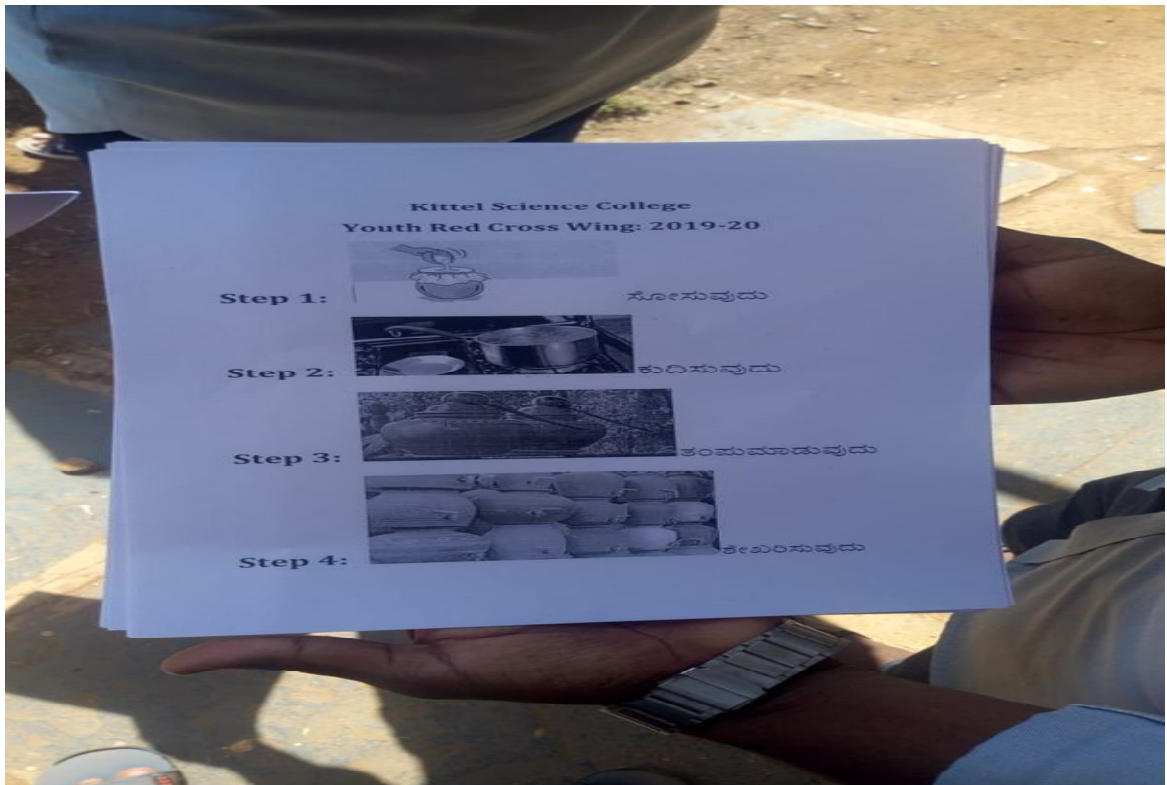 Kittel Science College
Youth Red Cross Wing: 2019-20
Step 1: ಸೋಸುವುದು
Step 2: ಕುದಿಸುವುದು
Step 3: ತಂಪುಮಾಡುವುದು
Step 4: ಶೇಖರಿಸುವುದು